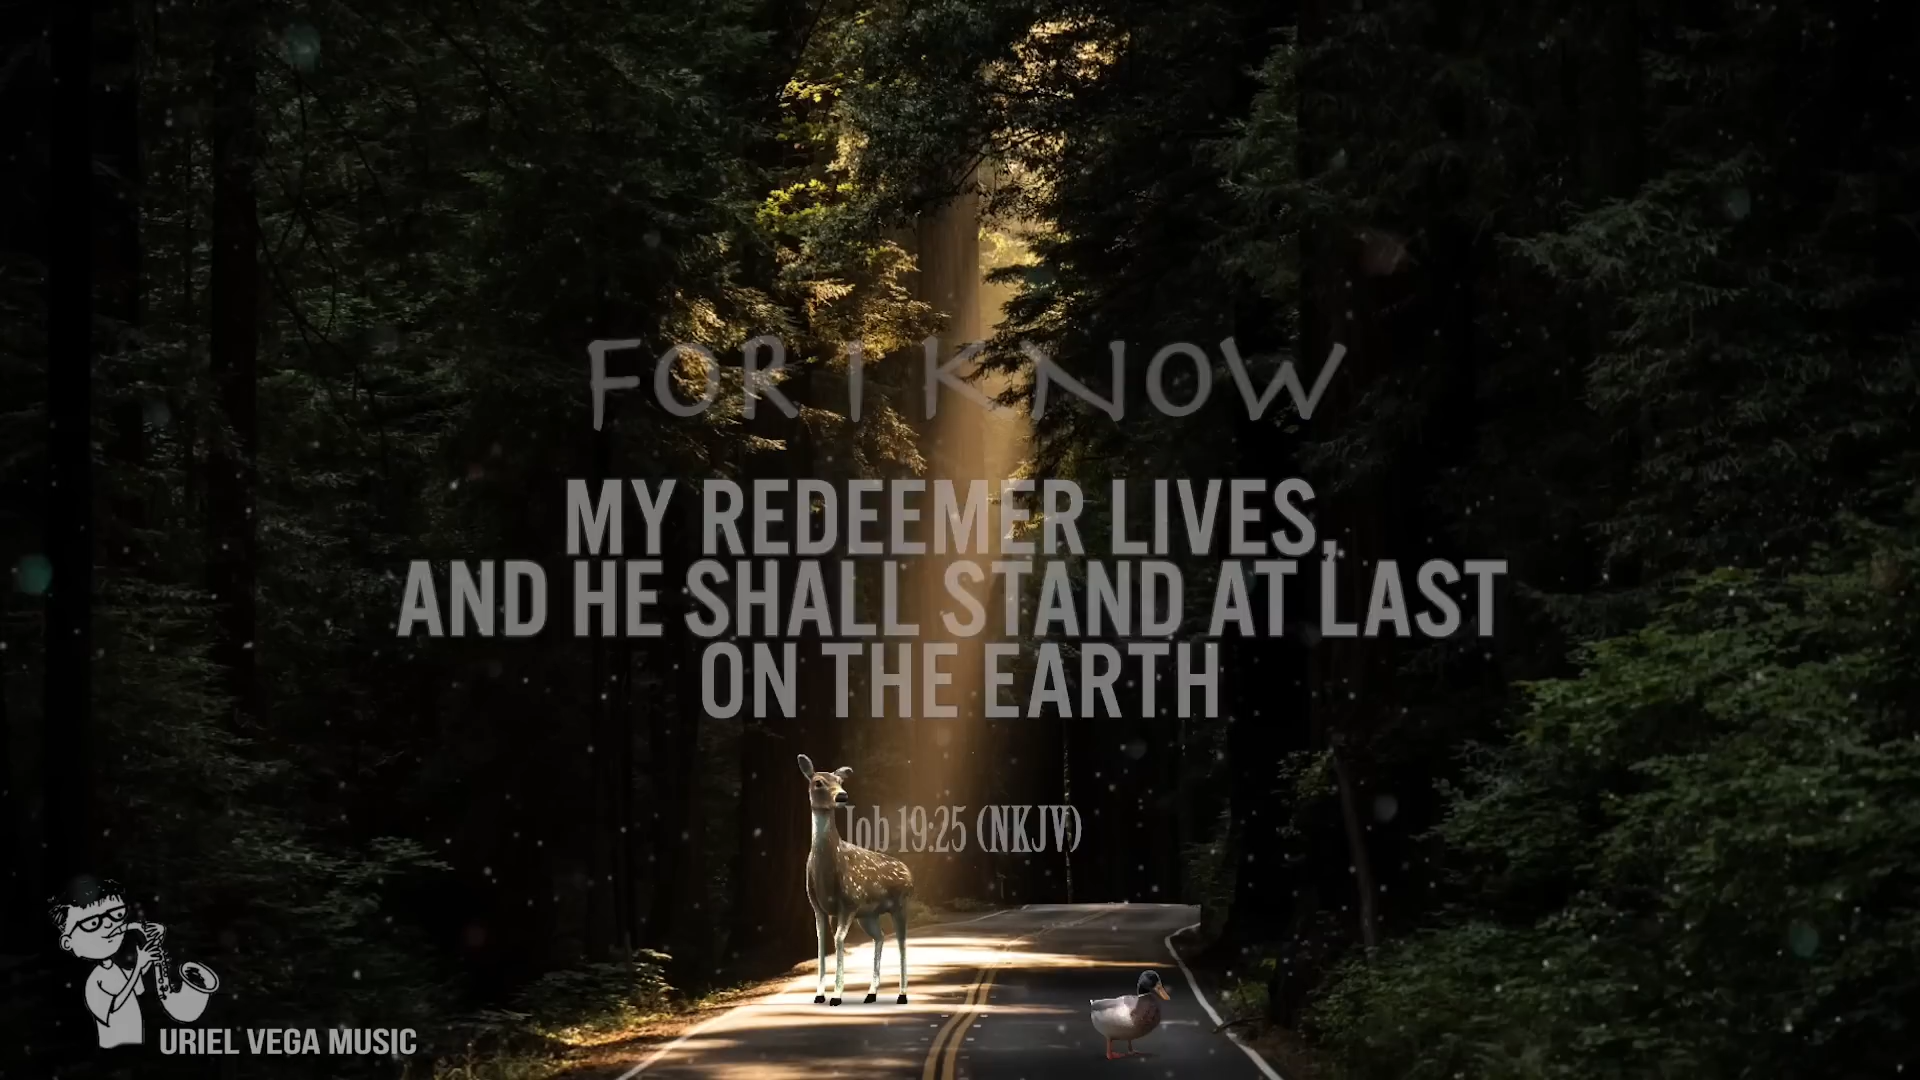 FOR I KNOW
MY REDEEMER LIVES,
AND HE SHALL STAND AT LAST
ON THE EARTH
Job 19:25 (NKJV)
URIEL VEGA MUSIC